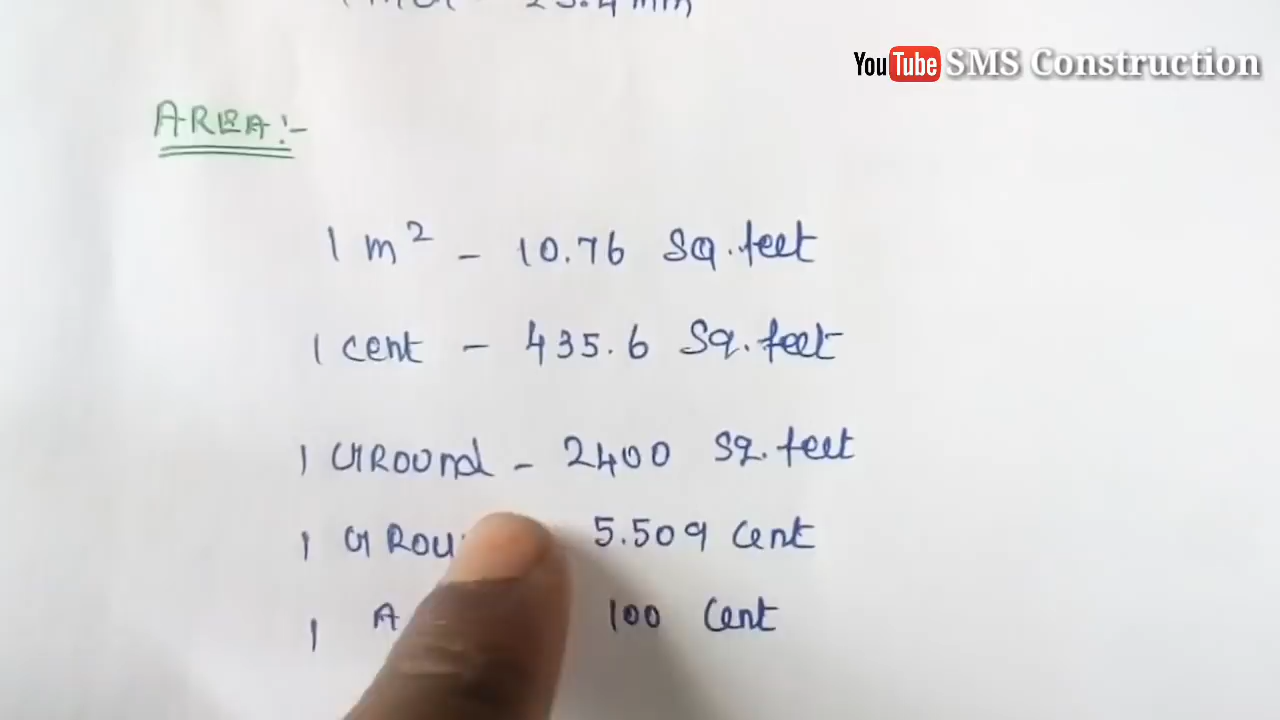 YouTube SMS Construction
AREA:-
1 m² - 10.76 Sq.feet
1 cent - 435.6 Sq.feet
1 GROUnd - 2400 Sq.feet
1 5.509 Cent
1 100 Cent